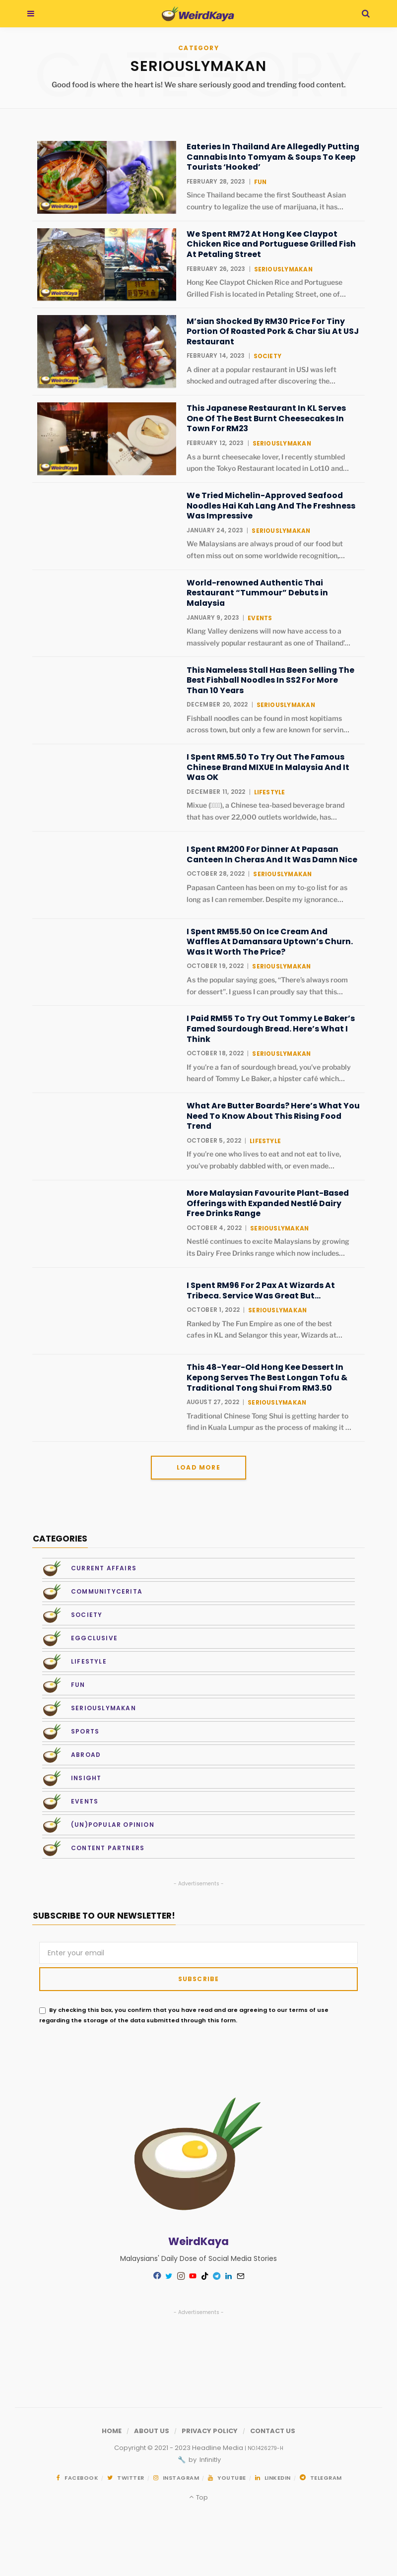 WeirdKaya
CATEGORY
SERIOUSLYMAKAN
Good food is where the heart is! We share seriously good and trending food content.
Eateries In Thailand Are Allegedly Putting
Cannabis Into Tomyam & Soups To Keep
Tourists 'Hooked'
FEBRUARY 28, 2023 | FUN
Since Thailand became the first Southeast Asian
country to legalize the use of marijuana, it has...
WeirdKaya
We Spent RM72 At Hong Kee Claypot
Chicken Rice and Portuguese Grilled Fish
At Petaling Street
FEBRUARY 26, 2023 | SERIOUSLYMAKAN
Hong Kee Claypot Chicken Rice and Portuguese
Grilled Fish is located in Petaling Street, one of...
WeirdKaya
M'sian Shocked By RM30 Price For Tiny
Portion Of Roasted Pork & Char Siu At USJ
Restaurant
FEBRUARY 14, 2023 | SOCIETY
A diner at a popular restaurant in USJ was left
shocked and outraged after discovering the...
WeirdKaya
This Japanese Restaurant In KL Serves
One Of The Best Burnt Cheesecakes In
Town For RM23
FEBRUARY 12, 2023 | SERIOUSLYMAKAN
As a burnt cheesecake lover, I recently stumbled
upon the Tokyo Restaurant located in Lot10 and...
WeirdKaya
We Tried Michelin-Approved Seafood
Noodles Hai Kah Lang And The Freshness
Was Impressive
JANUARY 24, 2023 | SERIOUSLYMAKAN
We Malaysians are always proud of our food but
often miss out on some worldwide recognition,...
World-renowned Authentic Thai
Restaurant "Tummour" Debuts in
Malaysia
JANUARY 9, 2023 | EVENTS
Klang Valley denizens will now have access to a
massively popular restaurant as one of Thailand'...
This Nameless Stall Has Been Selling The
Best Fishball Noodles In SS2 For More
Than 10 Years
DECEMBER 20, 2022 | SERIOUSLYMAKAN
Fishball noodles can be found in most kopitiams
across town, but only a few are known for servin...
I Spent RM5.50 To Try Out The Famous
Chinese Brand MIXUE In Malaysia And It
Was OK
DECEMBER 11, 2022 | LIFESTYLE
Mixue (), a Chinese tea-based beverage brand
that has over 22,000 outlets worldwide, has...
I Spent RM200 For Dinner At Papasan
Canteen In Cheras And It Was Damn Nice
OCTOBER 28, 2022 | SERIOUSLYMAKAN
Papasan Canteen has been on my to-go list for as
long as I can remember. Despite my ignorance...
I Spent RM55.50 On Ice Cream And
Waffles At Damansara Uptown's Churn.
Was It Worth The Price?
OCTOBER 19, 2022 | SERIOUSLYMAKAN
As the popular saying goes, "There's always room
for dessert". I guess I can proudly say that this...
I Paid RM55 To Try Out Tommy Le Baker's
Famed Sourdough Bread. Here's What I
Think
OCTOBER 18, 2022 | SERIOUSLYMAKAN
If you're a fan of sourdough bread, you've probably
heard of Tommy Le Baker, a hipster café which...
What Are Butter Boards? Here's What You
Need To Know About This Rising Food
Trend
OCTOBER 5, 2022 | LIFESTYLE
If you're one who lives to eat and not eat to live,
you've probably dabbled with, or even made...
More Malaysian Favourite Plant-Based
Offerings with Expanded Nestlé Dairy
Free Drinks Range
OCTOBER 4, 2022 | SERIOUSLYMAKAN
Nestlé continues to excite Malaysians by growing
its Dairy Free Drinks range which now includes...
I Spent RM96 For 2 Pax At Wizards At
Tribeca. Service Was Great But...
OCTOBER 1, 2022 | SERIOUSLYMAKAN
Ranked by The Fun Empire as one of the best
cafes in KL and Selangor this year, Wizards at...
This 48-Year-Old Hong Kee Dessert In
Kepong Serves The Best Longan Tofu &
Traditional Tong Shui From RM3.50
AUGUST 27, 2022 | SERIOUSLYMAKAN
Traditional Chinese Tong Shui is getting harder to
find in Kuala Lumpur as the process of making it ...
LOAD MORE
CATEGORIES
CURRENT AFFAIRS
COMMUNITYCERITA
SOCIETY
EGGCLUSIVE
LIFESTYLE
FUN
SERIOUSLYMAKAN
SPORTS
ABROAD
INSIGHT
EVENTS
(UN)POPULAR OPINION
CONTENT PARTNERS
- Advertisements -
SUBSCRIBE TO OUR NEWSLETTER!
Enter your email
SUBSCRIBE
By checking this box, you confirm that you have read and are agreeing to our terms of use
regarding the storage of the data submitted through this form.
WeirdKaya
Malaysians' Daily Dose of Social Media Stories
- Advertisements -
HOME / ABOUT US / PRIVACY POLICY / CONTACT US
Copyright © 2021 - 2023 Headline Media | NO.1426279-H
by Infinitly
FACEBOOK TWITTER INSTAGRAM YOUTUBE LINKEDIN TELEGRAM
Top